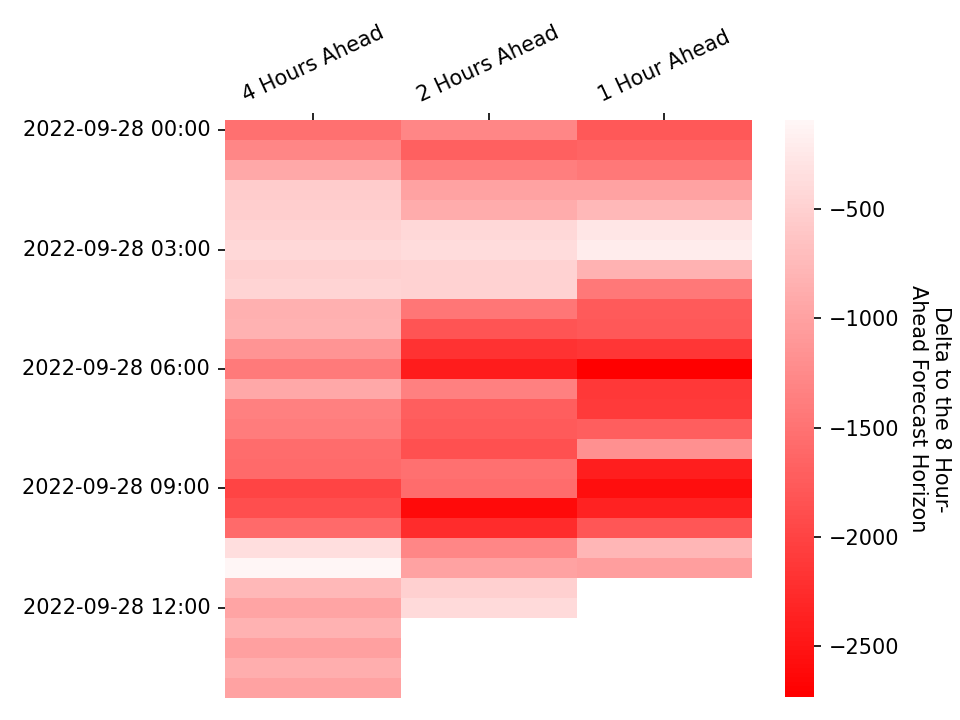 4 Hours Ahead
2 Hours Ahead
1 Hour Ahead
2022-09-28 00:00
2022-09-28 03:00
2022-09-28 06:00
2022-09-28 09:00
2022-09-28 12:00
−500
−1000
−1500
−2000
−2500
Delta to the 8 Hour-
Ahead Forecast Horizon